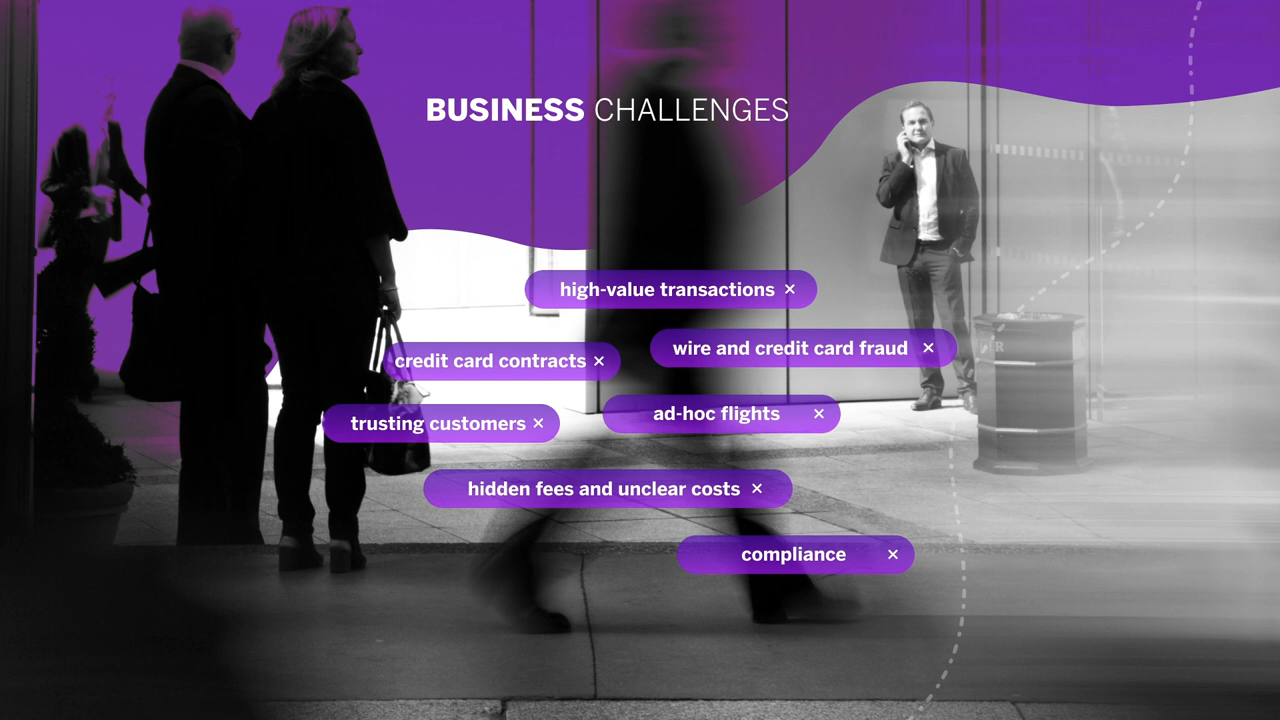 BUSINESS CHALLENGES
high-value transactions ×
wire and credit card fraud ×
credit card contracts ×
ad-hoc flights ×
trusting customers ×
hidden fees and unclear costs ×
compliance ×